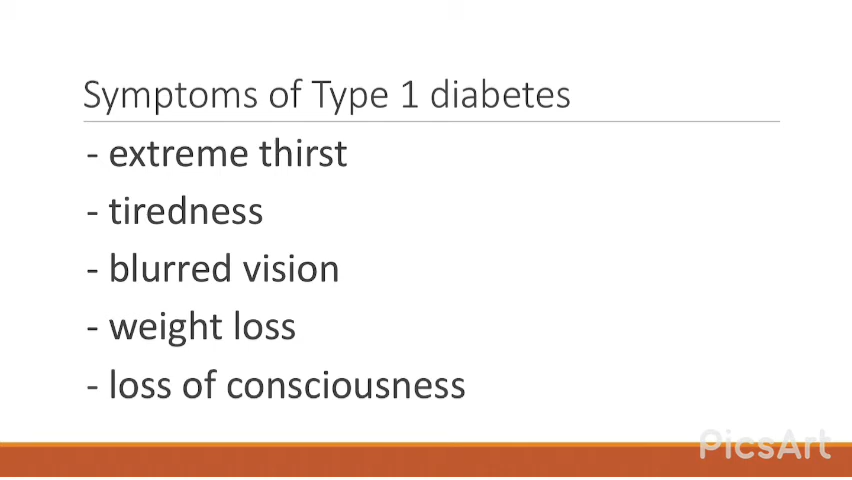 Symptoms of Type 1 diabetes
- extreme thirst
- tiredness
- blurred vision
- weight loss
- loss of consciousness
PicsArt